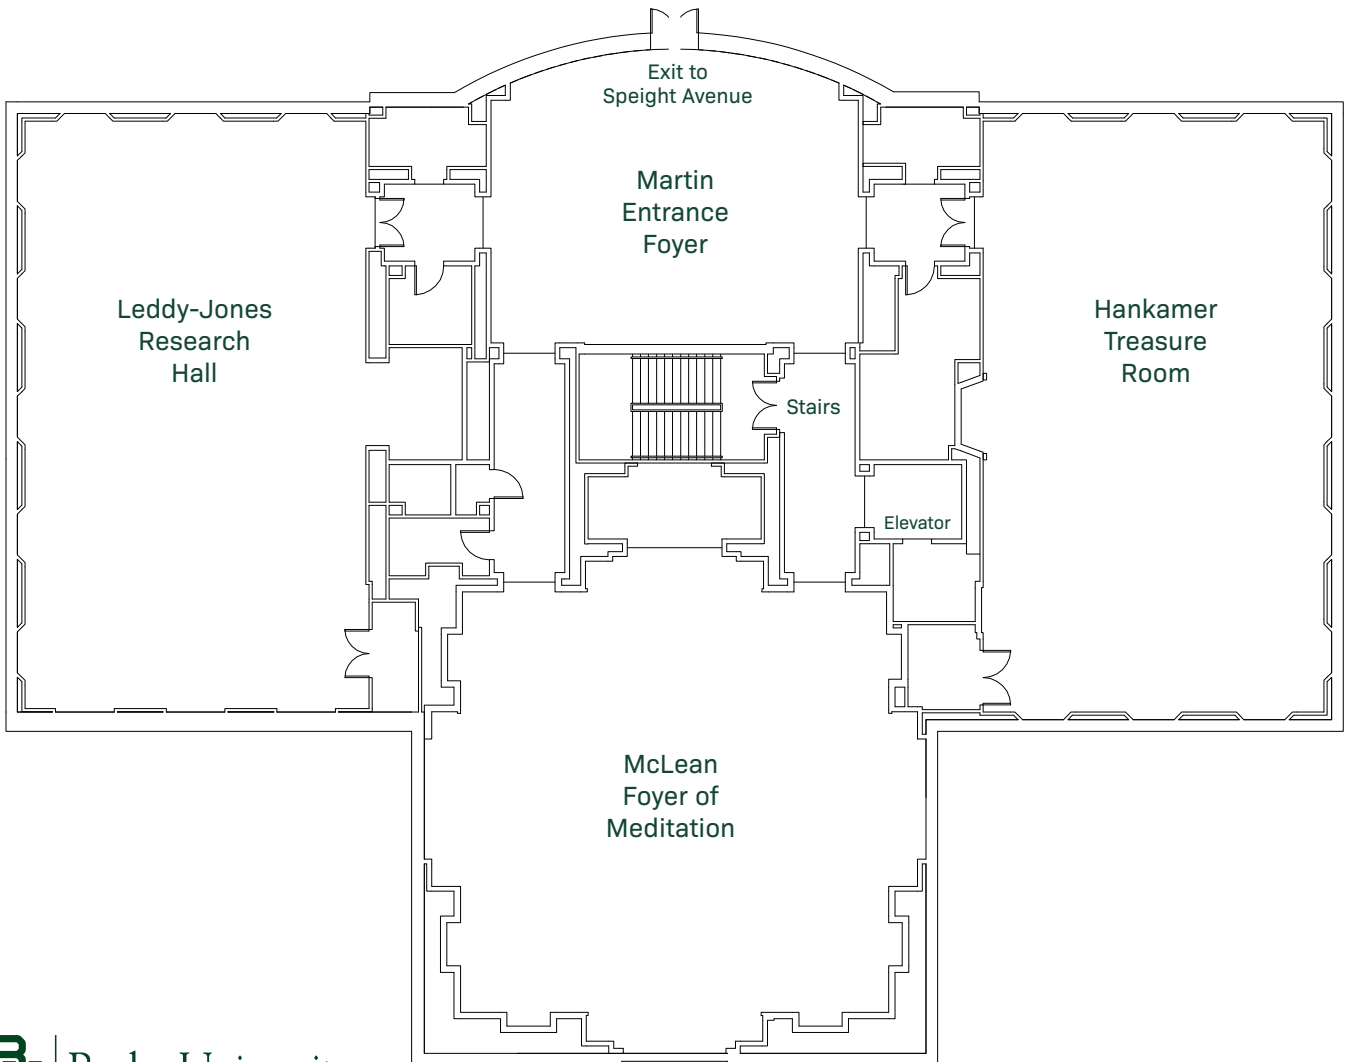 Exit to
Speight Avenue
Martin
Entrance
Foyer
Leddy-Jones
Research
Hall
Hankamer
Treasure
Room
Stairs
Elevator
McLean
Foyer of
Meditation